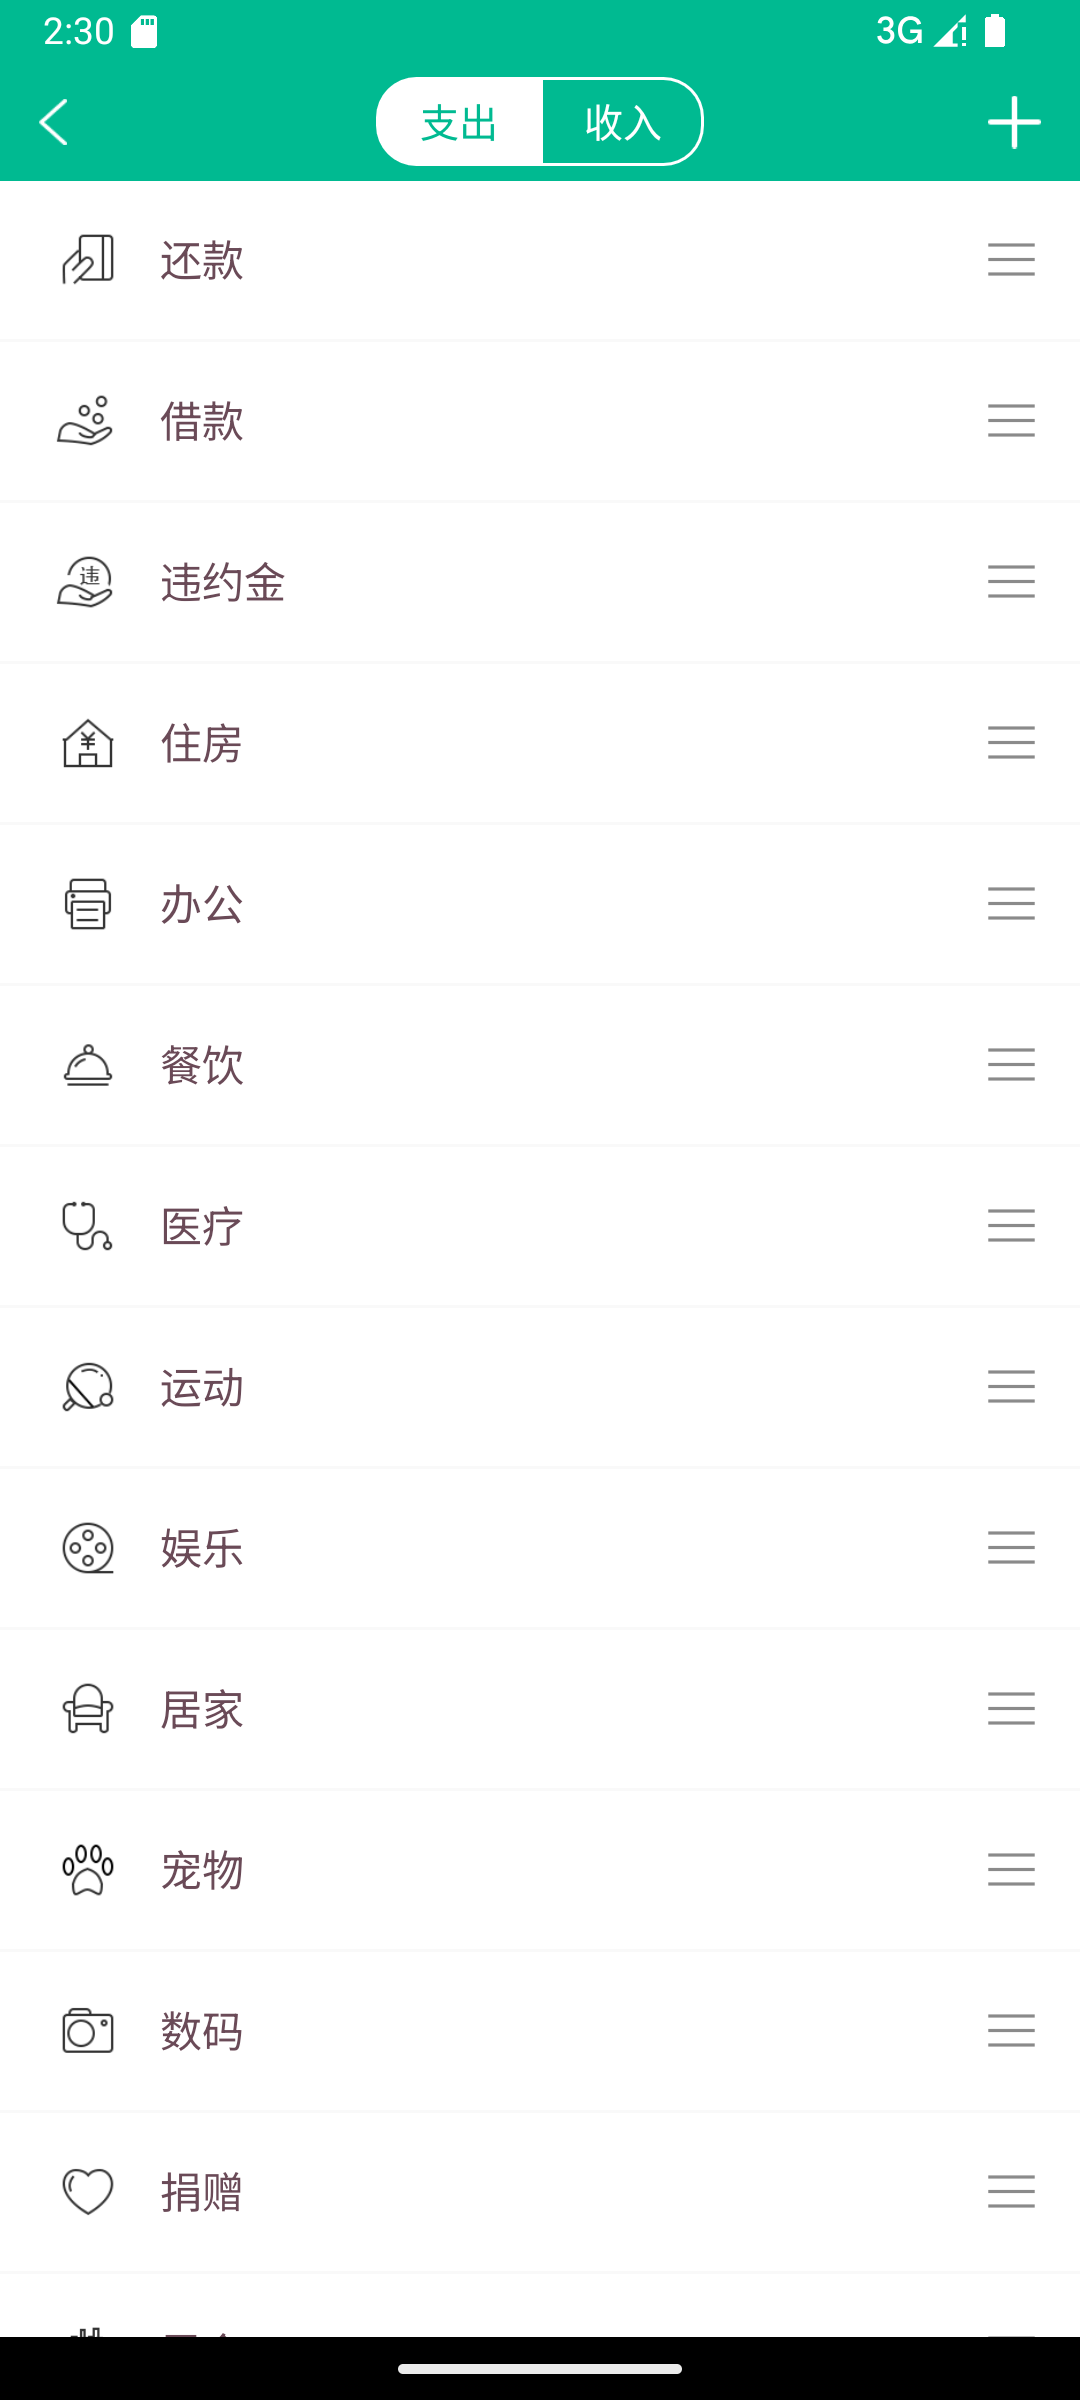 2:30
3G
支出
收入
还款
借款
违
违约金
住房
办公
餐饮
医疗
运动
娱乐
居家
宠物
数码
捐赠